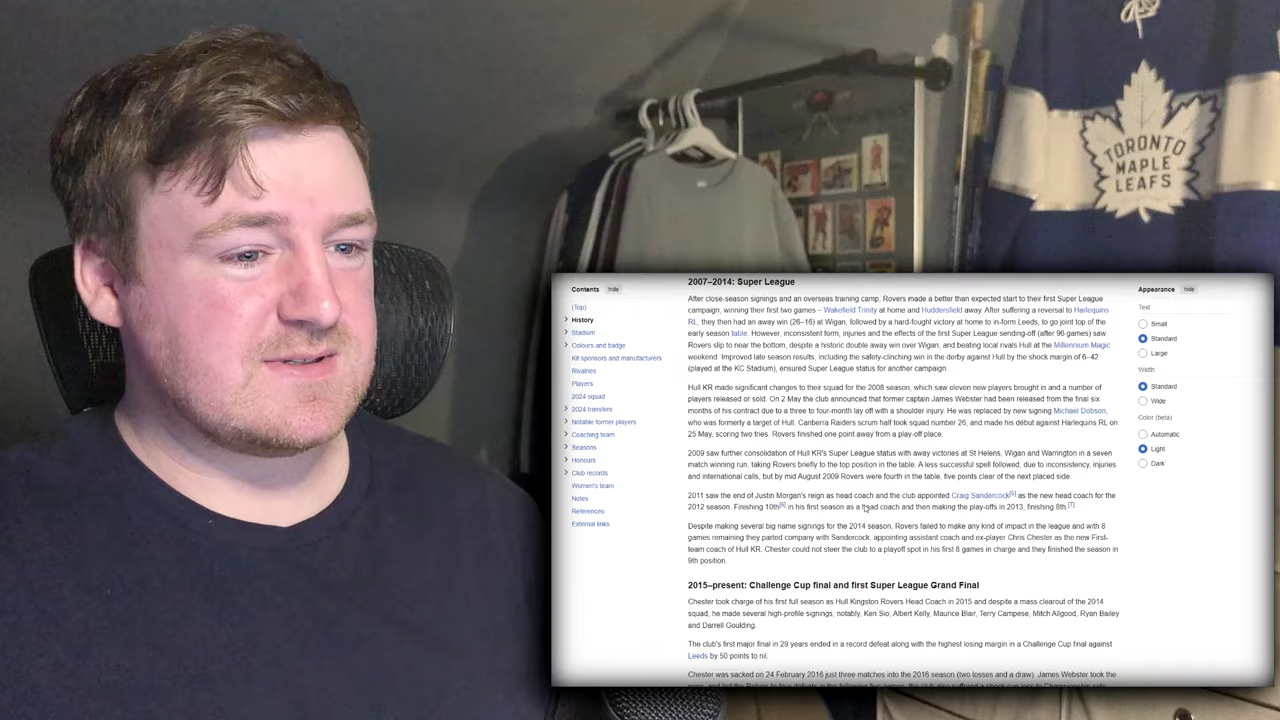 TORONTO
MAPLE
LEAFS
Contents hide
(Top)
History
Stadium
Colours and badge
Kit sponsors and manufacturers
Rivalries
Players
2024 squad
2024 transfers
Notable former players
Coaching team
Seasons
Honours
Club records
Women's team
Notes
References
External links
2007–2014: Super League
After close-season signings and an overseas training camp, Rovers made a better than expected start to their first Super League
campaign, winning their first two games – Wakefield Trinity at home and Huddersfield away. After suffering a reversal to Harlequins
RL, they then had an away win (26–16) at Wigan, followed by a hard-fought victory at home to in-form Leeds, to go joint top of the
early season table. However, inconsistent form, injuries and the effects of the first Super League sending-off (after 96 games) saw
Rovers slip to near the bottom, despite a historic double away win over Wigan, and beating local rivals Hull at the Millennium Magic
weekend. Improved late season results, including the safety-clinching win in the derby against Hull by the shock margin of 6–42
(played at the KC Stadium), ensured Super League status for another campaign.
Hull KR made significant changes to their squad for the 2008 season, which saw eleven new players brought in and a number of
players released or sold. On 2 May the club announced that former captain James Webster had been released from the final six
months of his contract due to a three to four-month lay off with a shoulder injury. He was replaced by new signing Michael Dobson,
who was formerly a target of Hull. Canberra Raiders scrum half took squad number 26, and made his début against Harlequins RL on
25 May, scoring two tries. Rovers finished one point away from a play-off place.
2009 saw further consolidation of Hull KR's Super League status with away victories at St Helens, Wigan and Warrington in a seven
match winning run, taking Rovers briefly to the top position in the table. A less successful spell followed, due to inconsistency, injuries
and international calls, but by mid August 2009 Rovers were fourth in the table, five points clear of the next placed side.
2011 saw the end of Justin Morgan's reign as head coach and the club appointed Craig Sandercock[5] as the new head coach for the
2012 season. Finishing 10th[6] in his first season as a head coach and then making the play-offs in 2013, finishing 8th.[7]
Despite making several big name signings for the 2014 season, Rovers failed to make any kind of impact in the league and with 8
games remaining they parted company with Sandercock, appointing assistant coach and ex-player Chris Chester as the new First-
team coach of Hull KR. Chester could not steer the club to a playoff spot in his first 8 games in charge and they finished the season in
9th position.
2015–present: Challenge Cup final and first Super League Grand Final
Chester took charge of his first full season as Hull Kingston Rovers Head Coach in 2015 and despite a mass clearout of the 2014
squad, he made several high-profile signings, notably, Ken Sio, Albert Kelly, Maurice Blair, Terry Campese, Mitch Allgood, Ryan Bailey
and Darrell Goulding.
The club's first major final in 29 years ended in a record defeat along with the highest losing margin in a Challenge Cup final against
Leeds by 50 points to nil.
Chester was sacked on 24 February 2016 just three matches into the 2016 season (two losses and a draw). James Webster took the
Appearance hide
Text
Small
Standard
Large
Width
Standard
Wide
Color (beta)
Automatic
Light
Dark